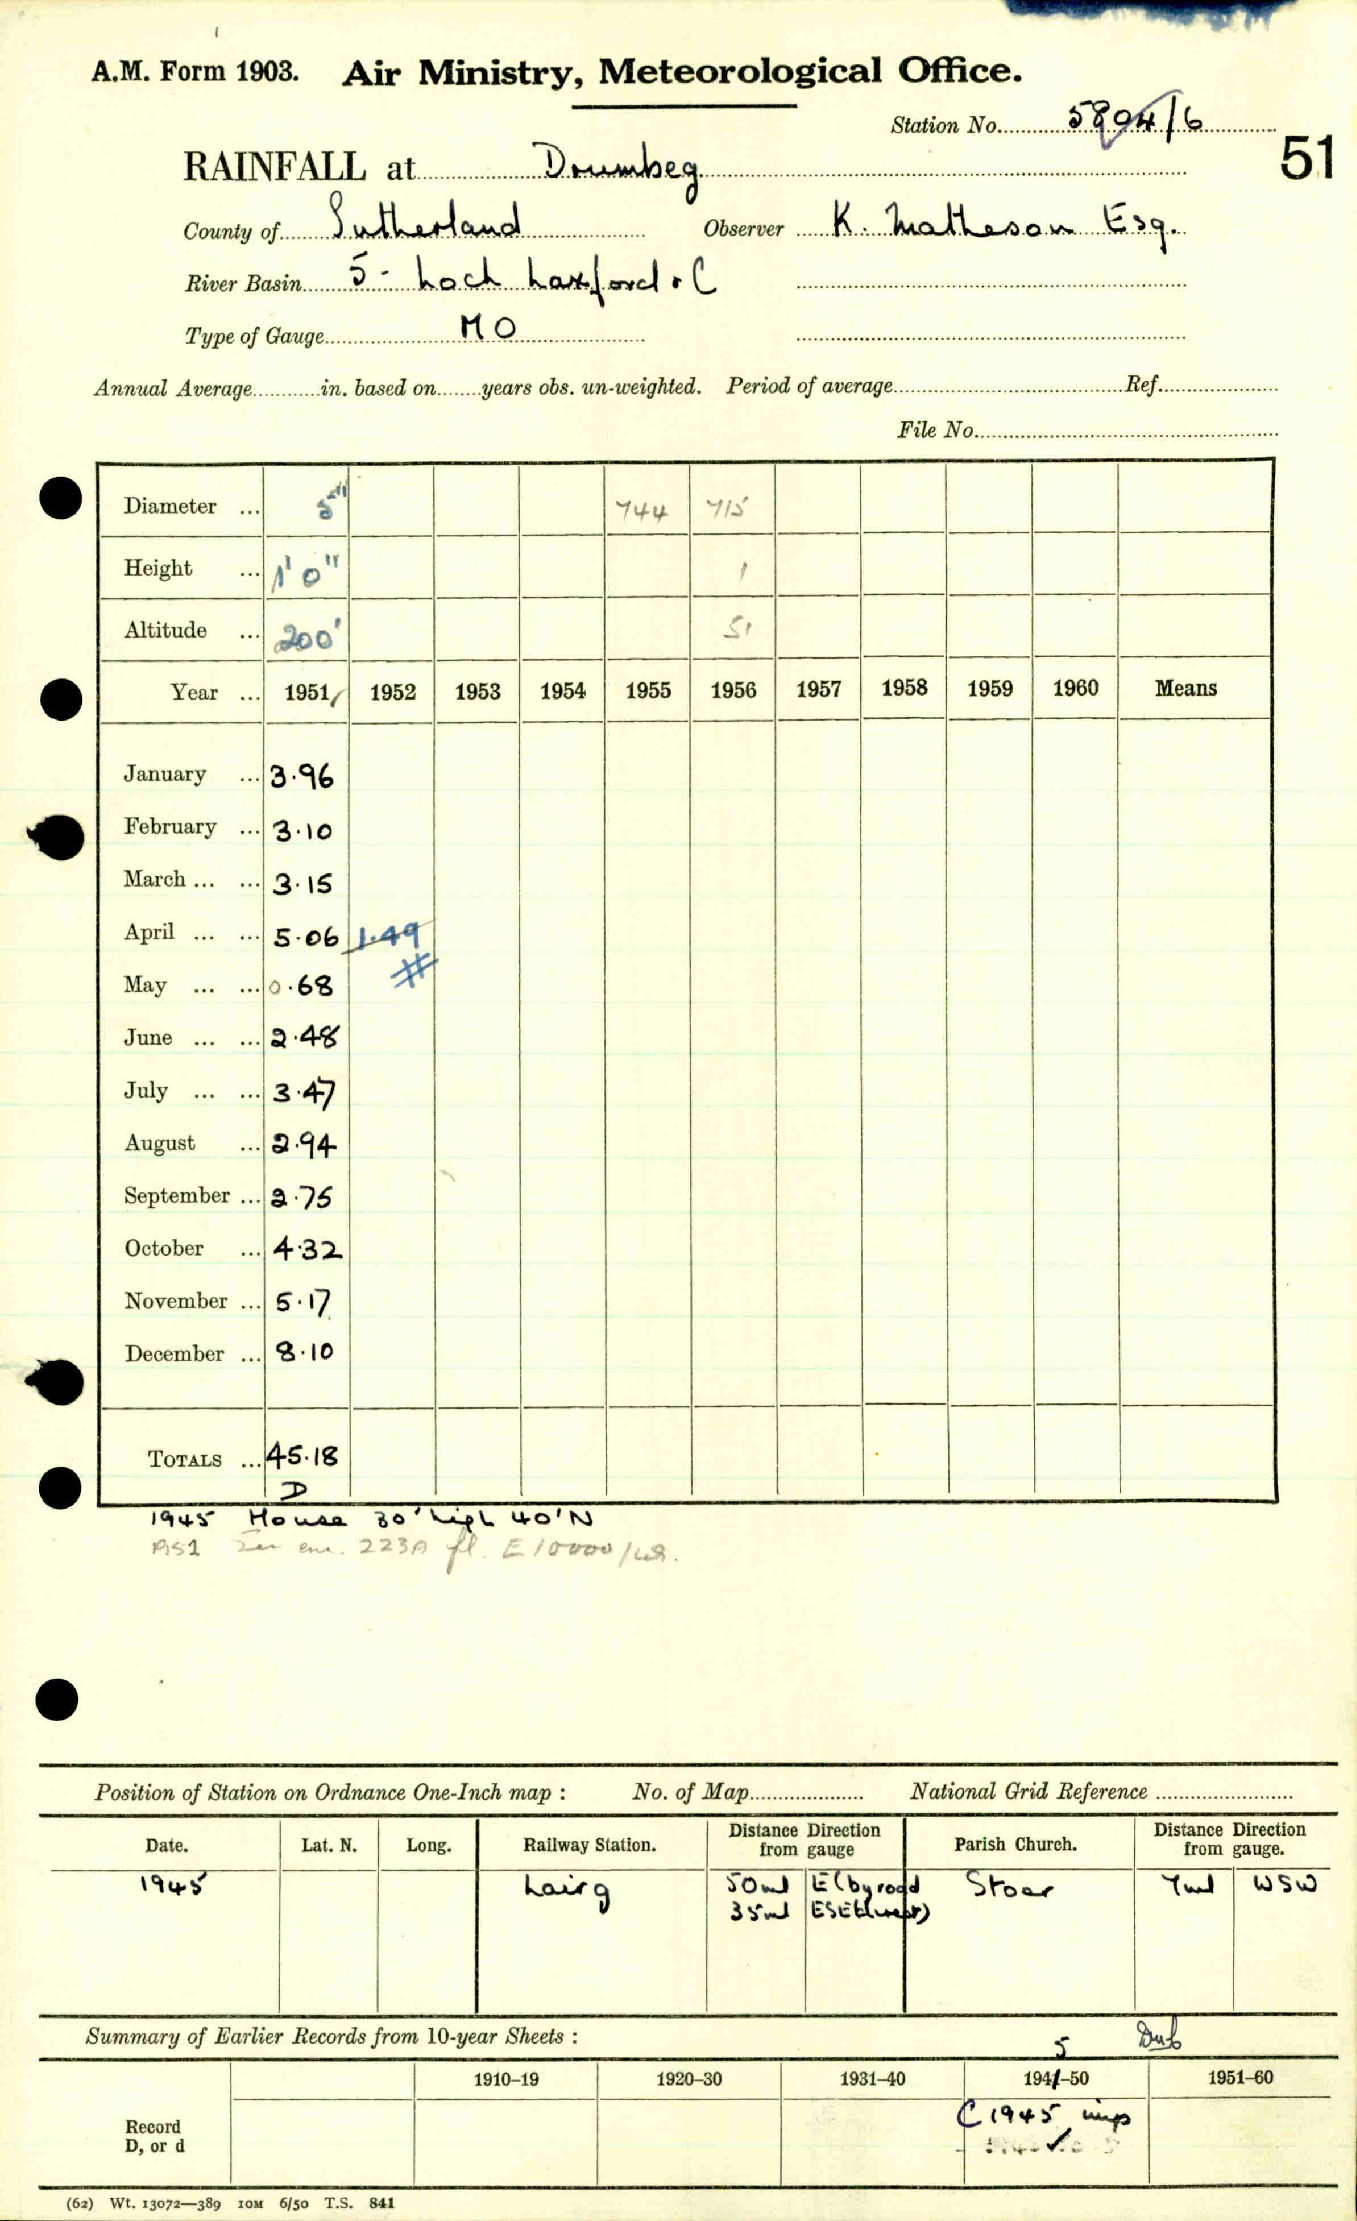 A.M. Form 1903. Air Ministry, Meteorological Office.
Station No. 5804/6
51
RAINFALL at Drumbeg
County of Sutherland Observer K. Matheson Esq.
River Basin 5 - Loch Laxford + C
Type of Gauge MO
Annual Average in. based on years obs. un-weighted. Period of average Ref.
File No.
Diameter ... 5" 744 715
Height ... 1'0" 1
Altitude ... 200' 51
Year ... 1951 1952 1953 1954 1955 1956 1957 1958 1959 1960 Means
January ... 3.96
February ... 3.10
March ... ... 3.15
April ... ... 5.06 1.49
May ... ... 0.68 #
June ... ... 2.48
July ... ... 3.47
August ... 2.94
September ... 2.75
October ... 4.32
November ... 5.17
December ... 8.10
TOTALS ... 45.18
D
1945 House 30' high 40'N
1951 223A fl. E10000/
Position of Station on Ordnance One-Inch map : No. of Map National Grid Reference
Date. Lat. N. Long. Railway Station. Distance Direction from gauge Parish Church. Distance Direction from gauge.
1945 Lairg 50ml E (by road Stoer 7ml WSW
35ml ESE
Summary of Earlier Records from 10-year Sheets :
5
1910–19 1920–30 1931–40 1941–50 1951–60
Record
D, or d
C 1945 imp
(62) Wt. 13072—389 10M 6/50 T.S. 841